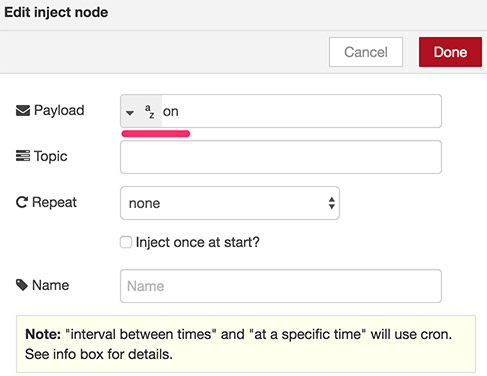 Edit inject node
Cancel
Done
Payload
az
on
Topic
Repeat
none
Inject once at start?
Name
Name
Note: "interval between times" and "at a specific time" will use cron.
See info box for details.